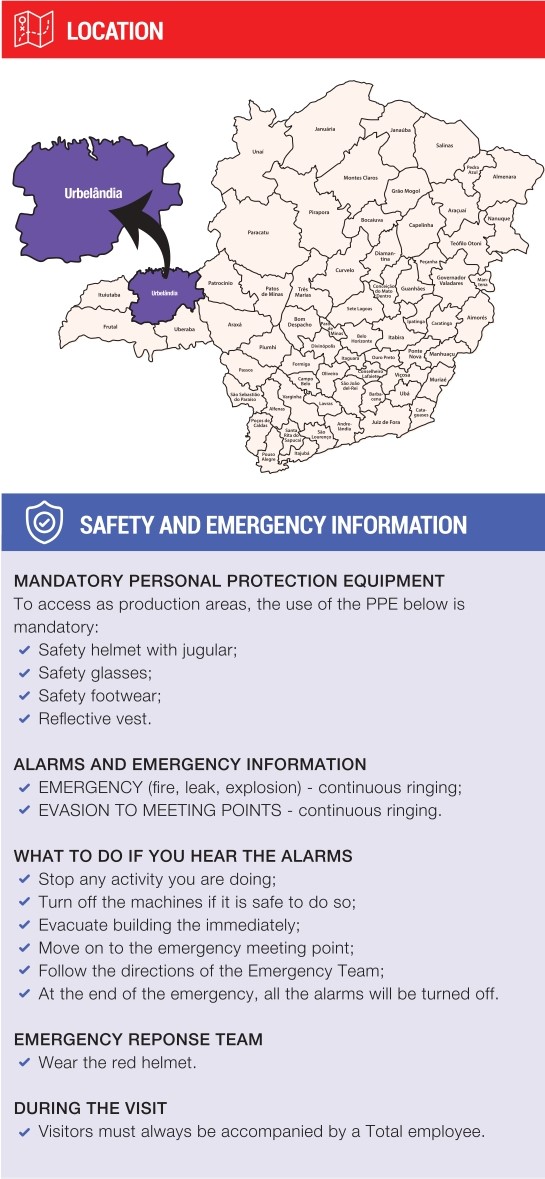 LOCATION
Urbelândia
Unaí
Januária
Janaúba
Salinas
Pedra
Azul
Almenara
Montes Claros
Grão Mogol
Araçuaí
Nanuque
Pirapora
Bocaiuva
Capelinha
Paracatu
Teófilo Otoni
Diaman-
tina
Peçanha
Curvelo
Governador
Valadares
Man-
tena
Patrocínio
Patos
de Minas
Três
Marias
Conceição
do Mato
Dentro
Guanhães
Urbelândia
Ituiutaba
Sete Lagoas
Ipatinga
Caratinga
Aimorés
Frutal
Uberaba
Araxá
Bom
Despacho
Pará
Minas
Belo
Horizonte
Itabira
Piumhi
Divinópolis
Itaguara
Ouro Preto
Ponte
Nova
Manhuaçu
Passos
Formiga
Oliveira
Conselheiro
Lafaiete
Viçosa
Muriaé
Campo
Belo
São João
del-Rei
São Sebastião
do Paraíso
Varginha
Lavras
Barba-
cena
Ubá
Alfenas
Cata-
guases
Poços de
Caldas
Andre-
lândia
Juiz de Fora
Santa
Rita do
Sapucaí
São
Lourenço
Pouso
Alegre
Itajubá
SAFETY AND EMERGENCY INFORMATION
MANDATORY PERSONAL PROTECTION EQUIPMENT
To access as production areas, the use of the PPE below is
mandatory:
Safety helmet with jugular;
Safety glasses;
Safety footwear;
Reflective vest.
ALARMS AND EMERGENCY INFORMATION
EMERGENCY (fire, leak, explosion) - continuous ringing;
EVASION TO MEETING POINTS - continuous ringing.
WHAT TO DO IF YOU HEAR THE ALARMS
Stop any activity you are doing;
Turn off the machines if it is safe to do so;
Evacuate building the immediately;
Move on to the emergency meeting point;
Follow the directions of the Emergency Team;
At the end of the emergency, all the alarms will be turned off.
EMERGENCY REPONSE TEAM
Wear the red helmet.
DURING THE VISIT
Visitors must always be accompanied by a Total employee.